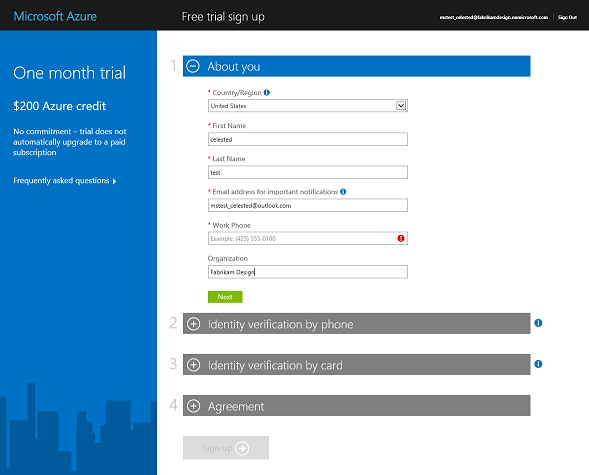 Microsoft Azure
Free trial sign up
mstest_celested@fabrikamdesign.onmicrosoft.com
Sign Out
One month trial
$200 Azure credit
No commitment – trial does not
automatically upgrade to a paid
subscription
Frequently asked questions
1 About you
* Country/Region
United States
* First Name
celested
* Last Name
test
* Email address for important notifications
mstest_celested@outlook.com
* Work Phone
Example: (425) 555-0100
Organization
Fabrikam Design
Next
2 Identity verification by phone
3 Identity verification by card
4 Agreement
Sign up